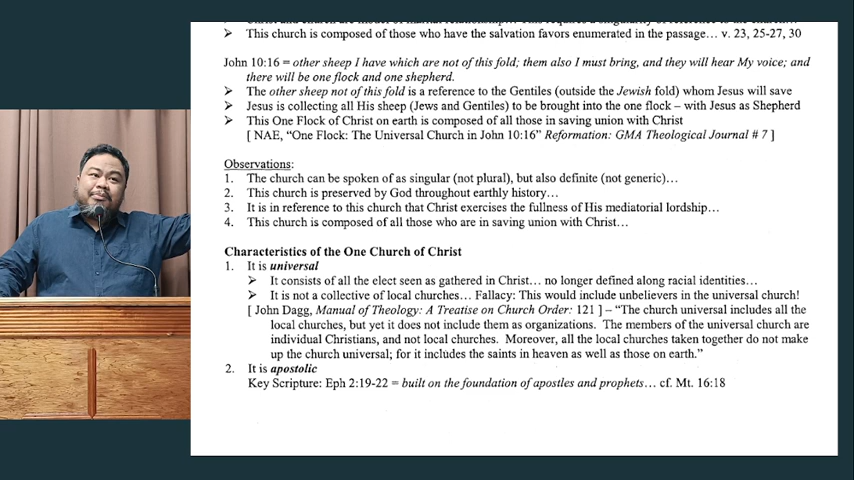 ➢ This church is composed of those who have the salvation favors enumerated in the passage… v. 23, 25-27, 30
John 10:16 = other sheep I have which are not of this fold; them also I must bring, and they will hear My voice; and
there will be one flock and one shepherd.
➢ The other sheep not of this fold is a reference to the Gentiles (outside the Jewish fold) whom Jesus will save
➢ Jesus is collecting all His sheep (Jews and Gentiles) to be brought into the one flock – with Jesus as Shepherd
➢ This One Flock of Christ on earth is composed of all those in saving union with Christ
[ NAE, “One Flock: The Universal Church in John 10:16” Reformation: GMA Theological Journal # 7 ]
Observations:
1. The church can be spoken of as singular (not plural), but also definite (not generic)…
2. This church is preserved by God throughout earthly history…
3. It is in reference to this church that Christ exercises the fullness of His mediatorial lordship…
4. This church is composed of all those who are in saving union with Christ…
Characteristics of the One Church of Christ
1. It is universal
➢ It consists of all the elect seen as gathered in Christ… no longer defined along racial identities…
➢ It is not a collective of local churches… Fallacy: This would include unbelievers in the universal church!
[ John Dagg, Manual of Theology: A Treatise on Church Order: 121 ] – “The church universal includes all the
local churches, but yet it does not include them as organizations. The members of the universal church are
individual Christians, and not local churches. Moreover, all the local churches taken together do not make
up the church universal; for it includes the saints in heaven as well as those on earth.”
2. It is apostolic
Key Scripture: Eph 2:19-22 = built on the foundation of apostles and prophets… cf. Mt. 16:18